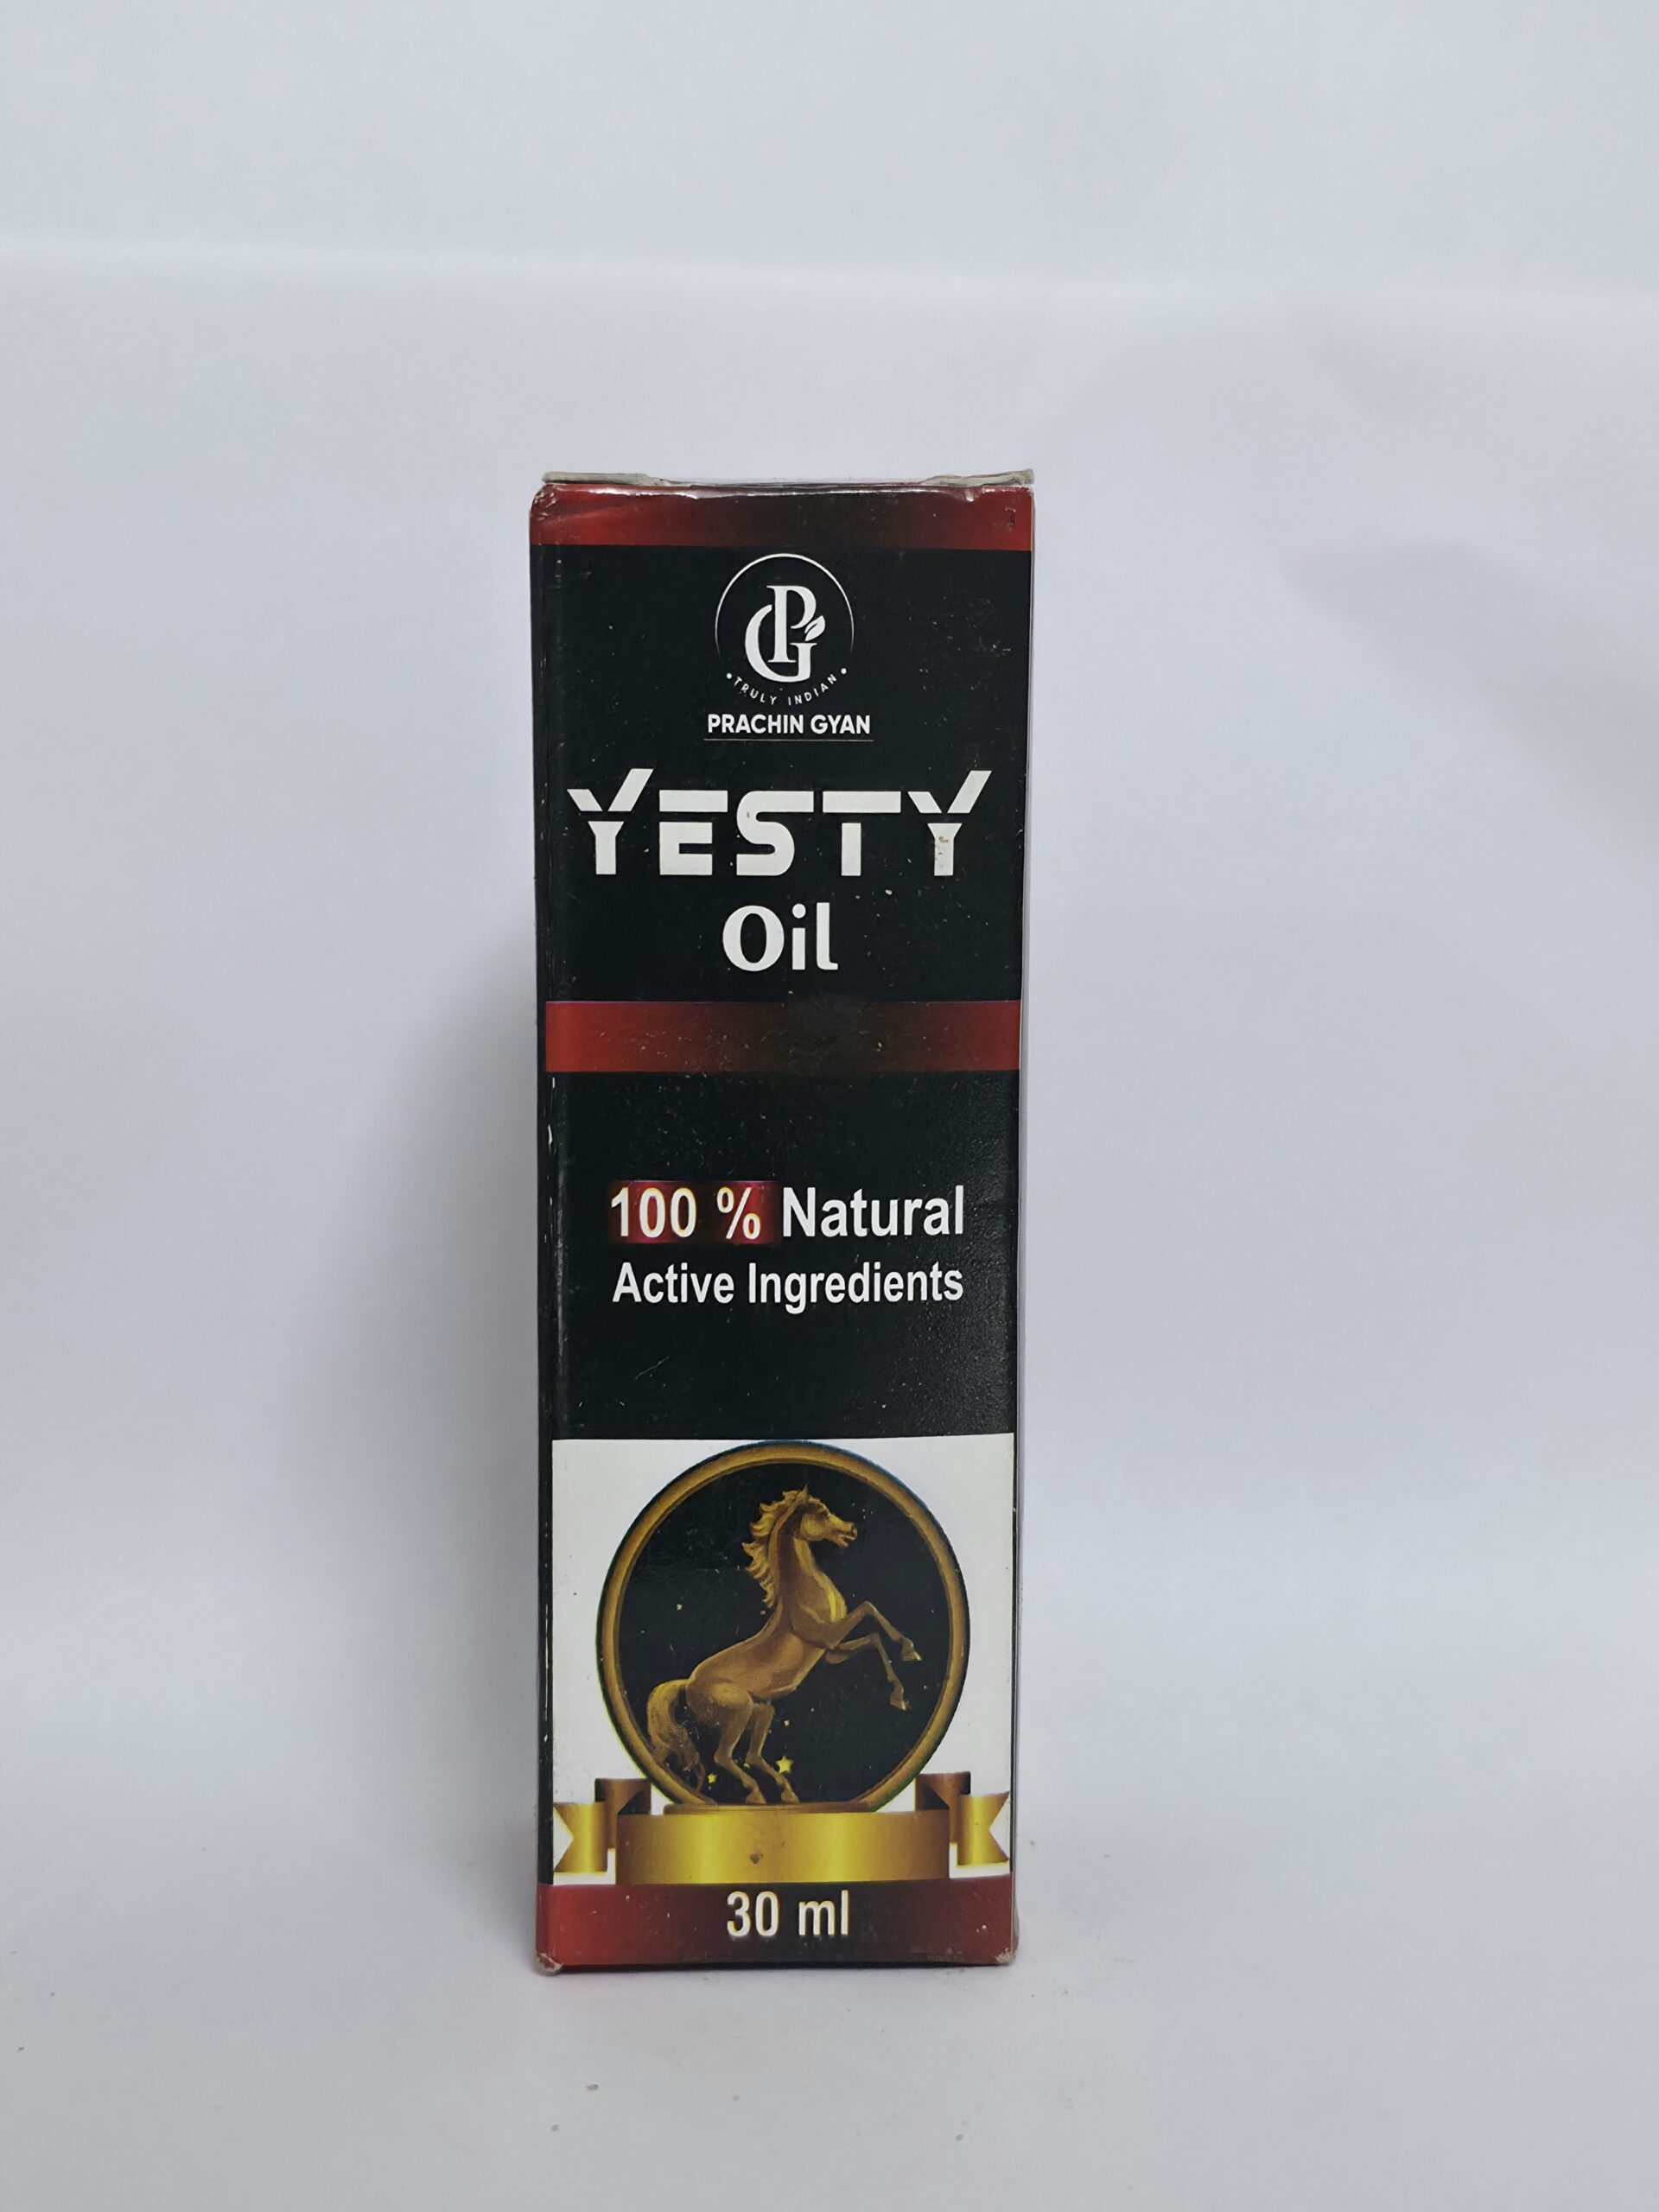 PG
TRULY INDIAN
PRACHIN GYAN
YESTY
Oil
100 % Natural
Active Ingredients
30 ml